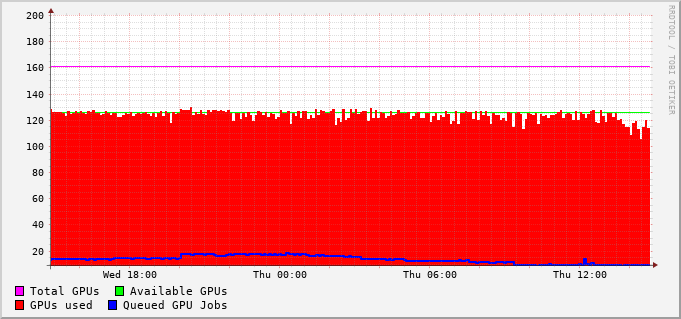 200
180
160
140
120
100
80
60
40
20
Wed 18:00 Thu 00:00 Thu 06:00 Thu 12:00
Total GPUs Available GPUs
GPUs used Queued GPU Jobs
RRDTOOL / TOBI OETIKER